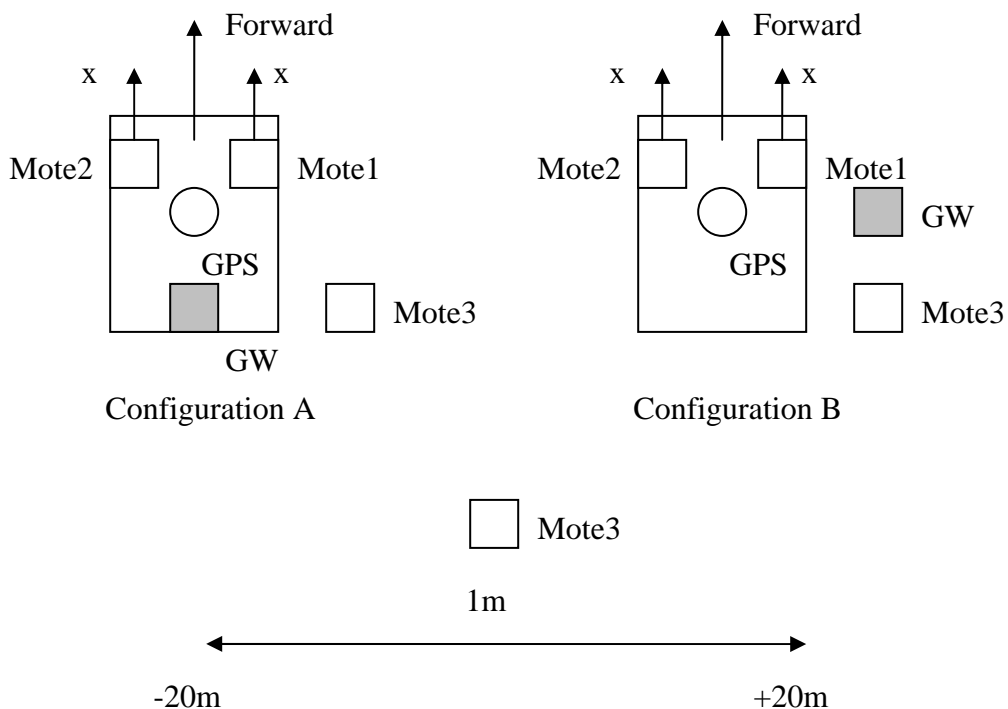 Forward
x x
Mote2 Mote1
GPS
Mote3
GW
Configuration A
Forward
x x
Mote2 Mote1
GW
GPS
Mote3
Configuration B
Mote3
1m
-20m +20m